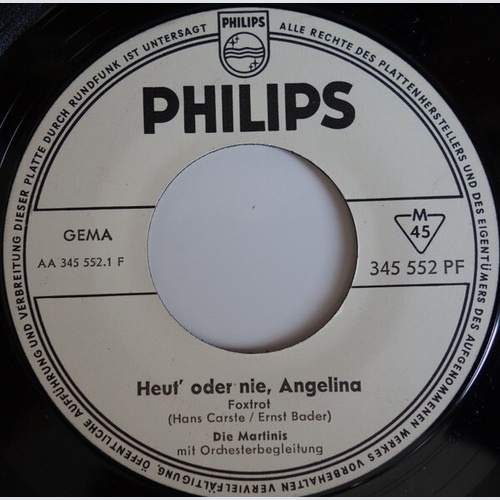 PHILIPS
PHILIPS
ALLE RECHTE DES PLATTENHERSTELLERS UND DES EIGENTÜMERS DES AUFGENOMMENEN WERKES VORBEHALTEN VERVIELFÄLTIGUNG, ÖFFENTLICHE AUFFÜHRUNG UND VERBREITUNG DIESER PLATTE DURCH RUNDFUNK IST UNTERSAGT
GEMA
AA 345 552.1 F
M
45
345 552 PF
Heut' oder nie, Angelina
Foxtrot
(Hans Carste / Ernst Bader)
Die Martinis
mit Orchesterbegleitung